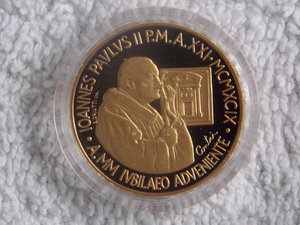 IOANNES PAVLVS II P.M.A.XXI · MCMXCIX
· A. MM IVBILAEO ADVENIENTE ·